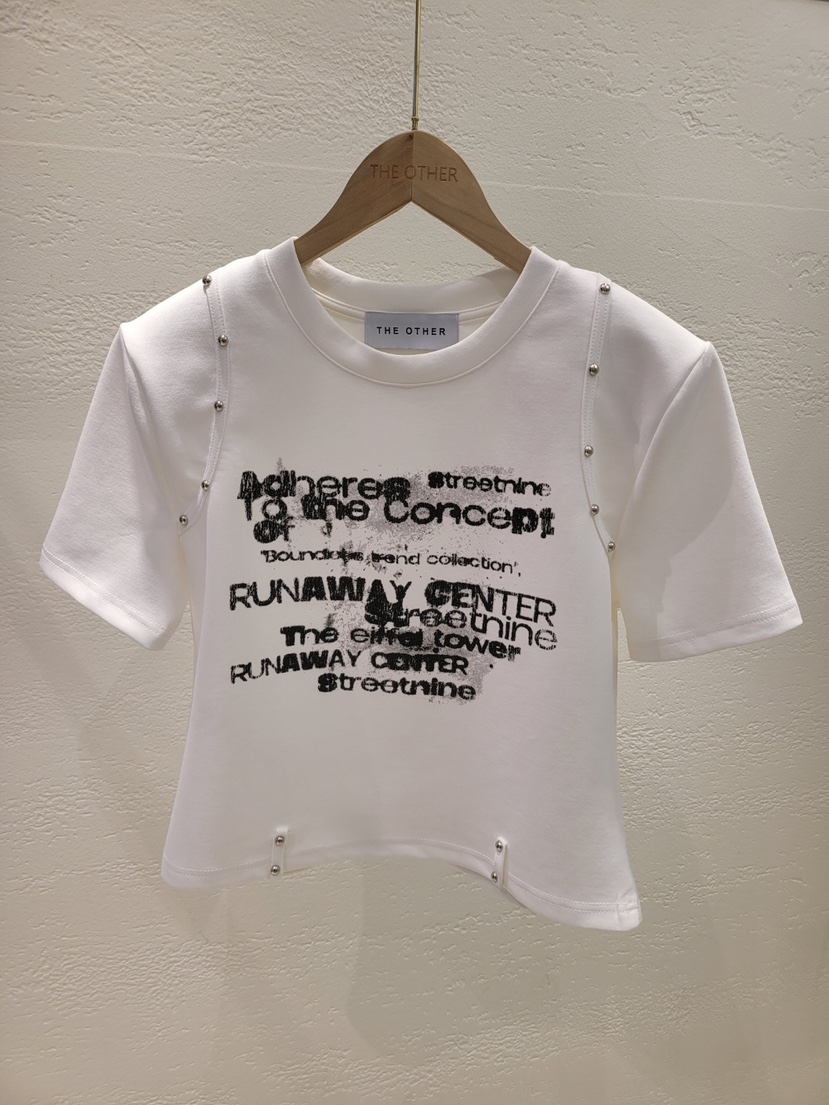 THE OTHER
THE OTHER
Adheres Streetnine
To the Concept
Of
"Boundless trend collection",
RUNAWAY CENTER
Streetnine
The eiffel tower
RUNAWAY CENTER
Streetnine